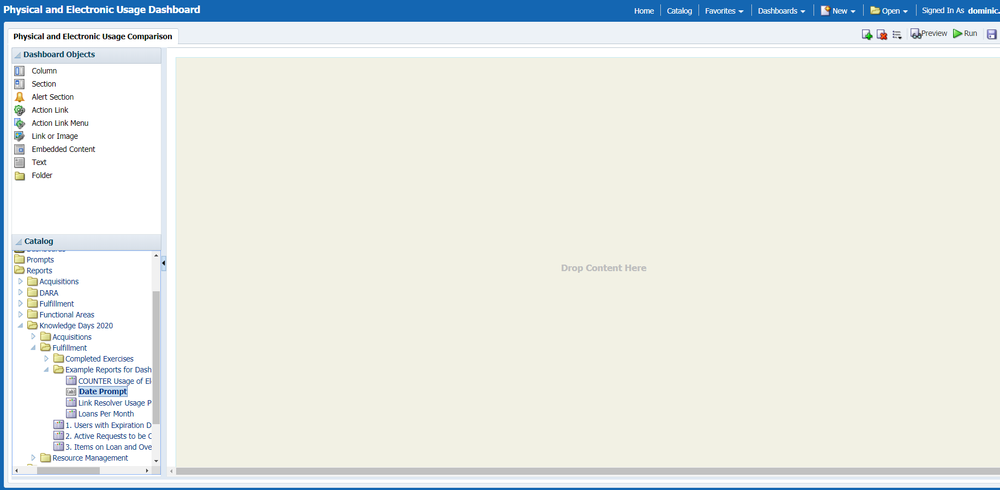 Physical and Electronic Usage Dashboard
Home Catalog Favorites Dashboards New Open Signed In As dominic.
Physical and Electronic Usage Comparison
Preview Run
Dashboard Objects
Column
Section
Alert Section
Action Link
Action Link Menu
Link or Image
Embedded Content
Text
Folder
Drop Content Here
Catalog
Dashboards
Prompts
Reports
Acquisitions
DARA
Fulfillment
Functional Areas
Knowledge Days 2020
Acquisitions
Fulfillment
Completed Exercises
Example Reports for Dash
COUNTER Usage of El
Date Prompt
Link Resolver Usage P
Loans Per Month
1. Users with Expiration D
2. Active Requests to be C
3. Items on Loan and Ove
Resource Management